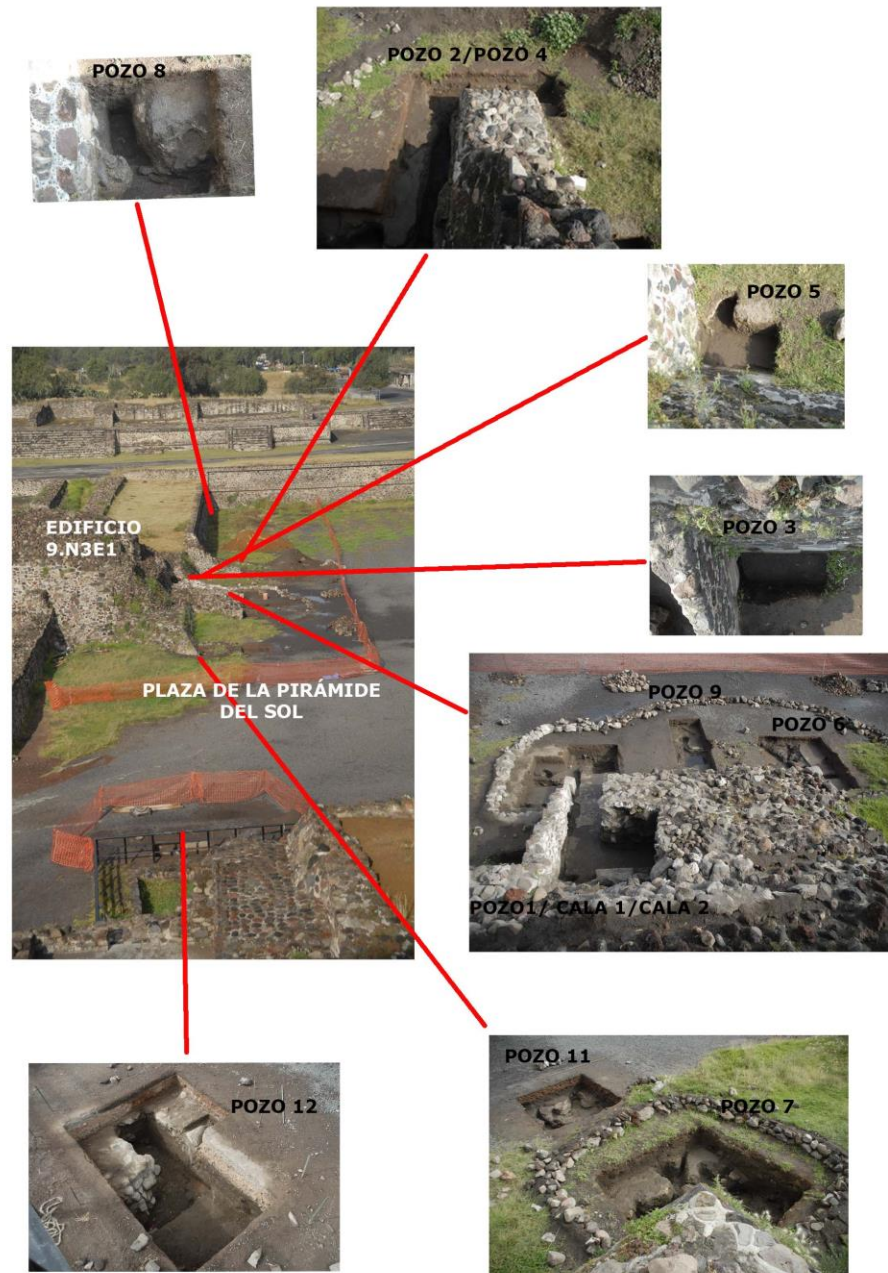 POZO 8
POZO 2/POZO 4
POZO 5
EDIFICIO
9.N3E1
POZO 3
PLAZA DE LA PIRÁMIDE
DEL SOL
POZO 9
POZO 6
POZO1/ CALA 1/CALA 2
POZO 11
POZO 7
POZO 12